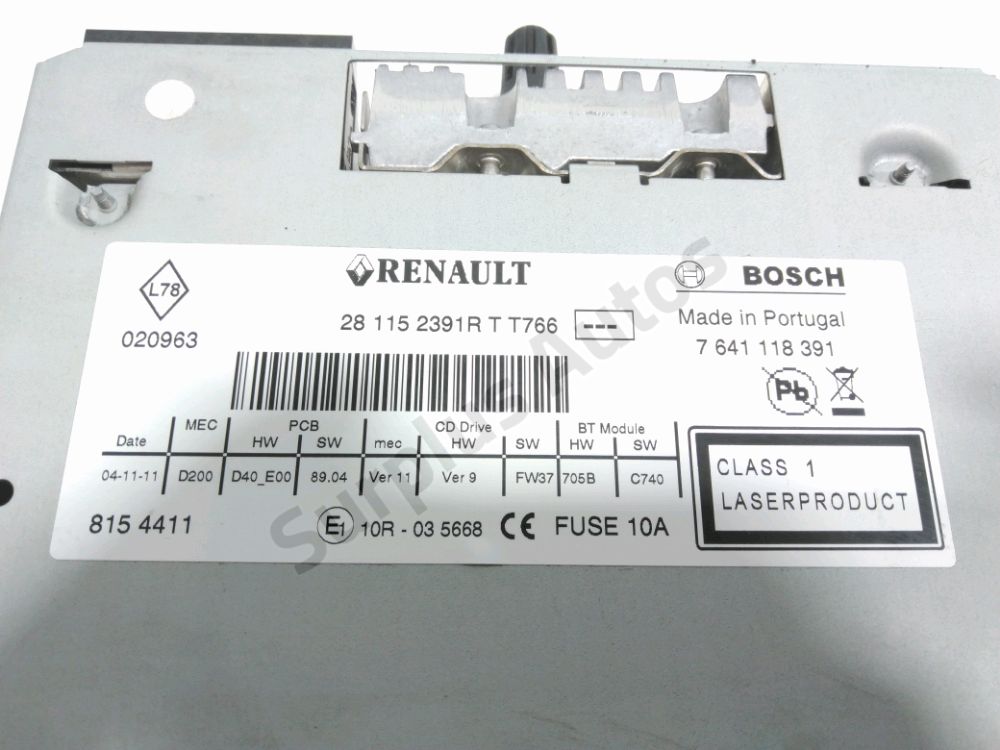 L78
020963
RENAULT
28 115 2391R T T766 ---
BOSCH
Made in Portugal
7 641 118 391
Pb
Date MEC PCB HW SW mec CD Drive HW SW BT Module HW SW
04-11-11 D200 D40_E00 89.04 Ver 11 Ver 9 FW37 705B C740
CLASS 1
LASERPRODUCT
815 4411 E1 10R - 03 5668 CE FUSE 10A
Surplus Autos